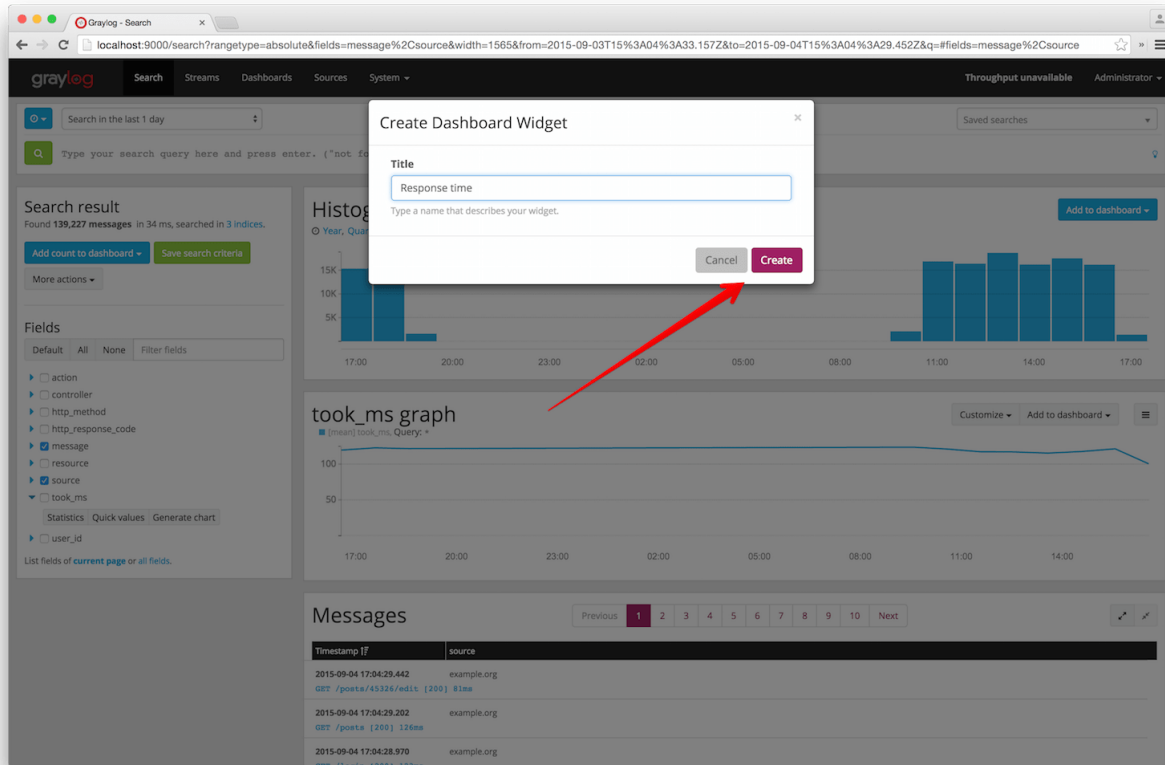 Graylog - Search
localhost:9000/search?rangetype=absolute&fields=message%2Csource&width=1565&from=2015-09-03T15%3A04%3A33.157Z&to=2015-09-04T15%3A04%3A29.452Z&q=#fields=message%2Csource
graylog Search Streams Dashboards Sources System Throughput unavailable Administrator
Search in the last 1 day
Saved searches
Type your search query here and press enter. ("not fo
Create Dashboard Widget
×
Title
Response time
Type a name that describes your widget.
Cancel Create
Search result
Found 139,227 messages in 34 ms, searched in 3 indices.
Add count to dashboard Save search criteria
More actions
Fields
Default All None Filter fields
action
controller
http_method
http_response_code
message
resource
source
took_ms
Statistics Quick values Generate chart
user_id
List fields of current page or all fields.
Histog
Add to dashboard
Year, Quar
15K
10K
5K
17:00 20:00 23:00 02:00 05:00 08:00 11:00 14:00 17:00
took_ms graph
Customize Add to dashboard
[mean] took_ms, Query: *
100
50
17:00 20:00 23:00 02:00 05:00 08:00 11:00 14:00
Messages
Previous 1 2 3 4 5 6 7 8 9 10 Next
Timestamp source
2015-09-04 17:04:29.442 example.org
GET /posts/45326/edit [200] 81ms
2015-09-04 17:04:29.202 example.org
GET /posts [200] 126ms
2015-09-04 17:04:28.970 example.org